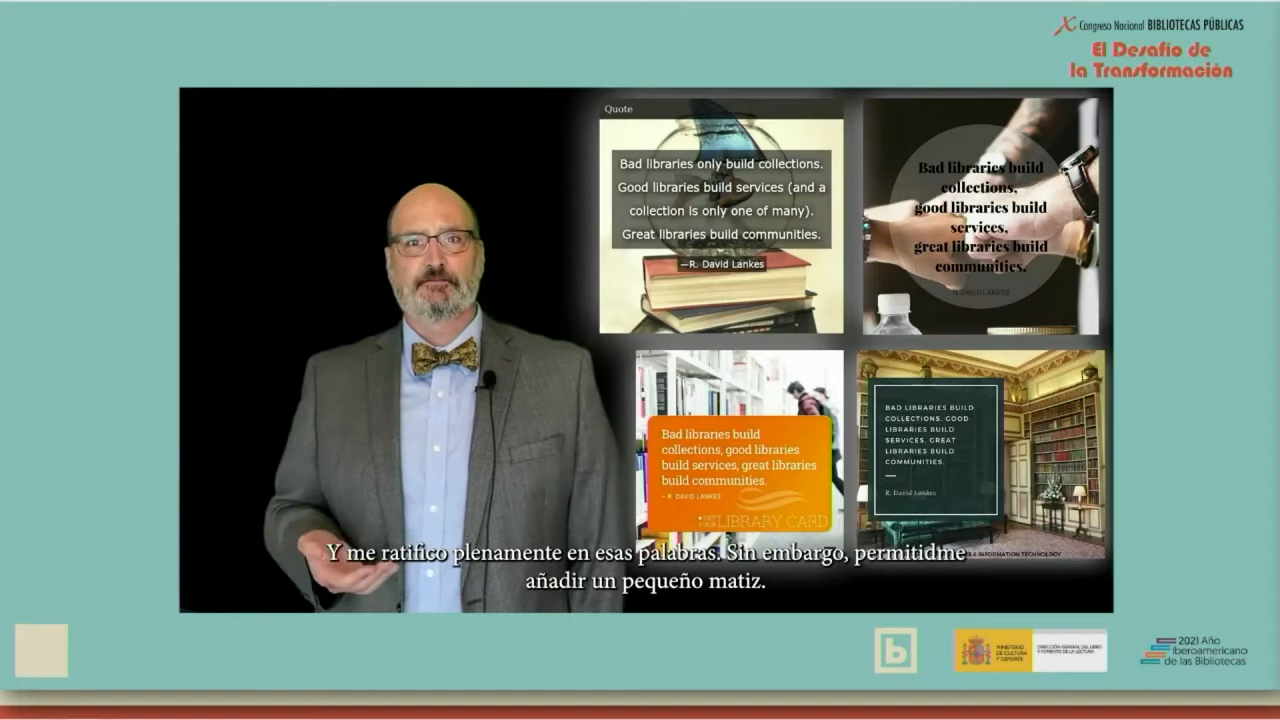 Congreso Nacional BIBLIOTECAS PÚBLICAS
El Desafío de
la Transformación
Quote
Bad libraries only build collections.
Good libraries build services (and a
collection is only one of many).
Great libraries build communities.
—R. David Lankes
Bad libraries build
collections,
good libraries build
services,
great libraries build
communities.
R. DAVID LANKES
Bad libraries build
collections, good libraries
build services, great libraries
build communities.
– R. DAVID LANKES
LIBRARY CARD
BAD LIBRARIES BUILD
COLLECTIONS. GOOD
LIBRARIES BUILD
SERVICES. GREAT
LIBRARIES BUILD
COMMUNITIES.
R. David Lankes
& INFORMATION TECHNOLOGY
Y me ratifico plenamente en esas palabras. Sin embargo, permitidme
añadir un pequeño matiz.
b
MINISTERIO
DE CULTURA
Y DEPORTE
DIRECCIÓN GENERAL DEL LIBRO
Y FOMENTO DE LA LECTURA
2021 Año
Iberoamericano
de las Bibliotecas